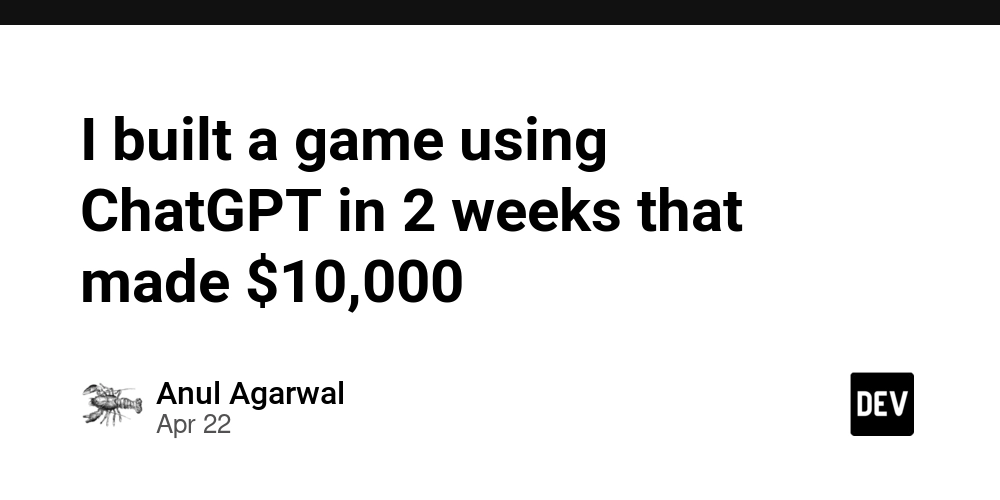 I built a game using
ChatGPT in 2 weeks that
made $10,000
Anul Agarwal
Apr 22
DEV